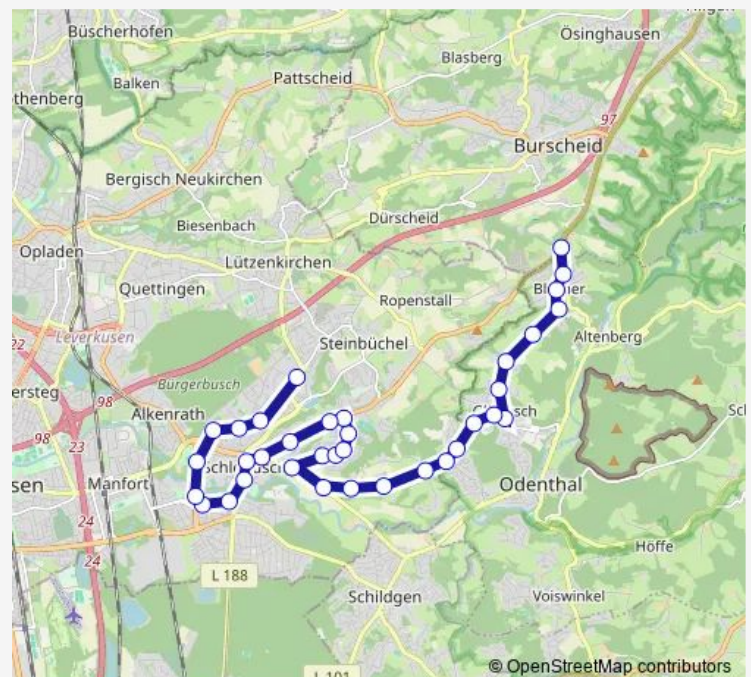 Büscherhöfen
Ösinghausen
Blasberg
Pattscheid
Balken
97
Burscheid
Bergisch Neukirchen
Dürscheid
Biesenbach
Opladen
Lützenkirchen
Quettingen
Ropenstall
Leverkusen
Steinbüchel
Altenberg
22
Bürgerbusch
98
Alkenrath
98
23
Manfort
Odenthal
24
Höffe
L 188
24
Schildgen
Voiswinkel
L 101
© OpenStreetMap contributors